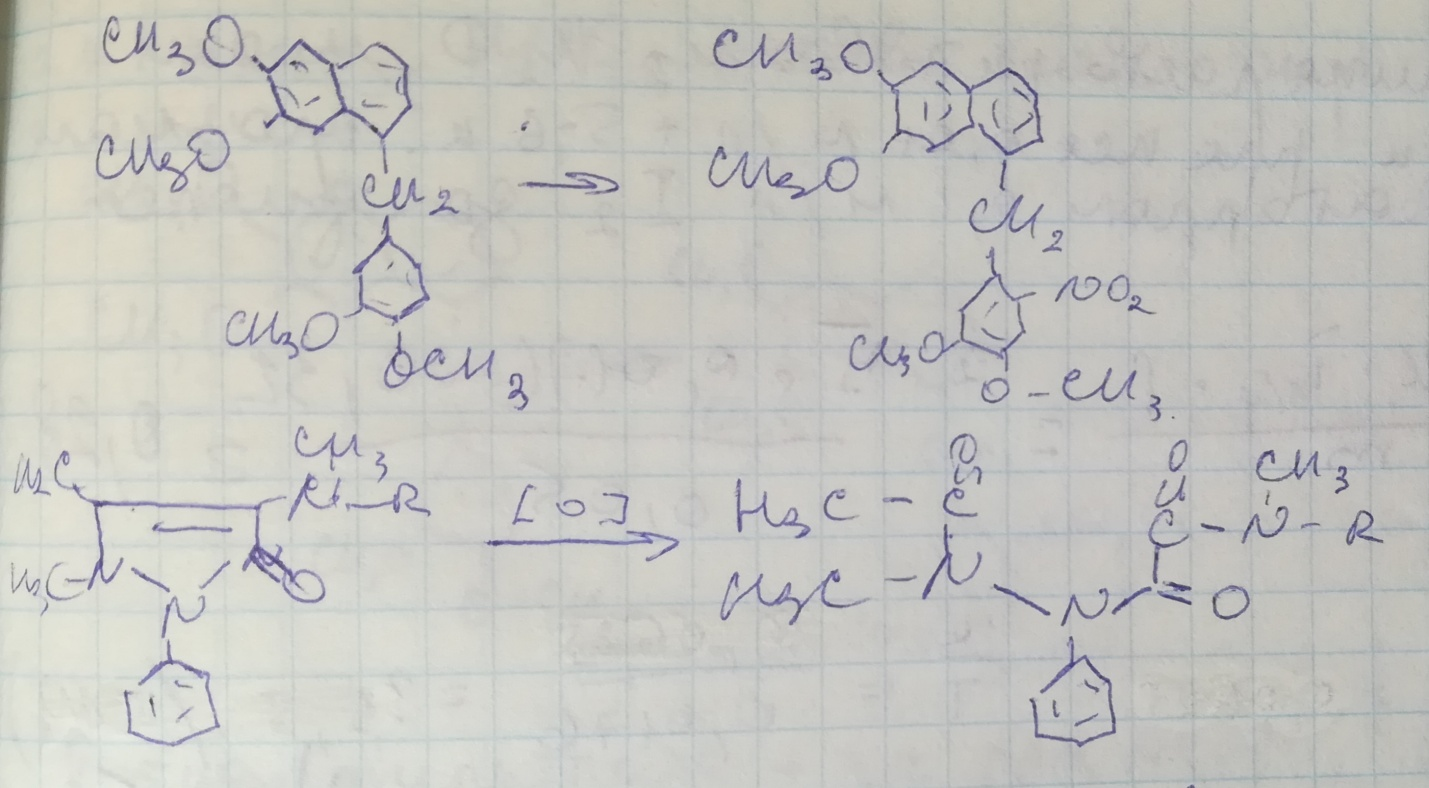 CH3O CH3O
CH3O CH3O
CH2 → CH2
NO2
CH3O CH3O
OCH3 O-CH3
H3C CH3 O O CH3
N-R [O] H3C-C C-N-R
H3C-N O H3C-N N O
N